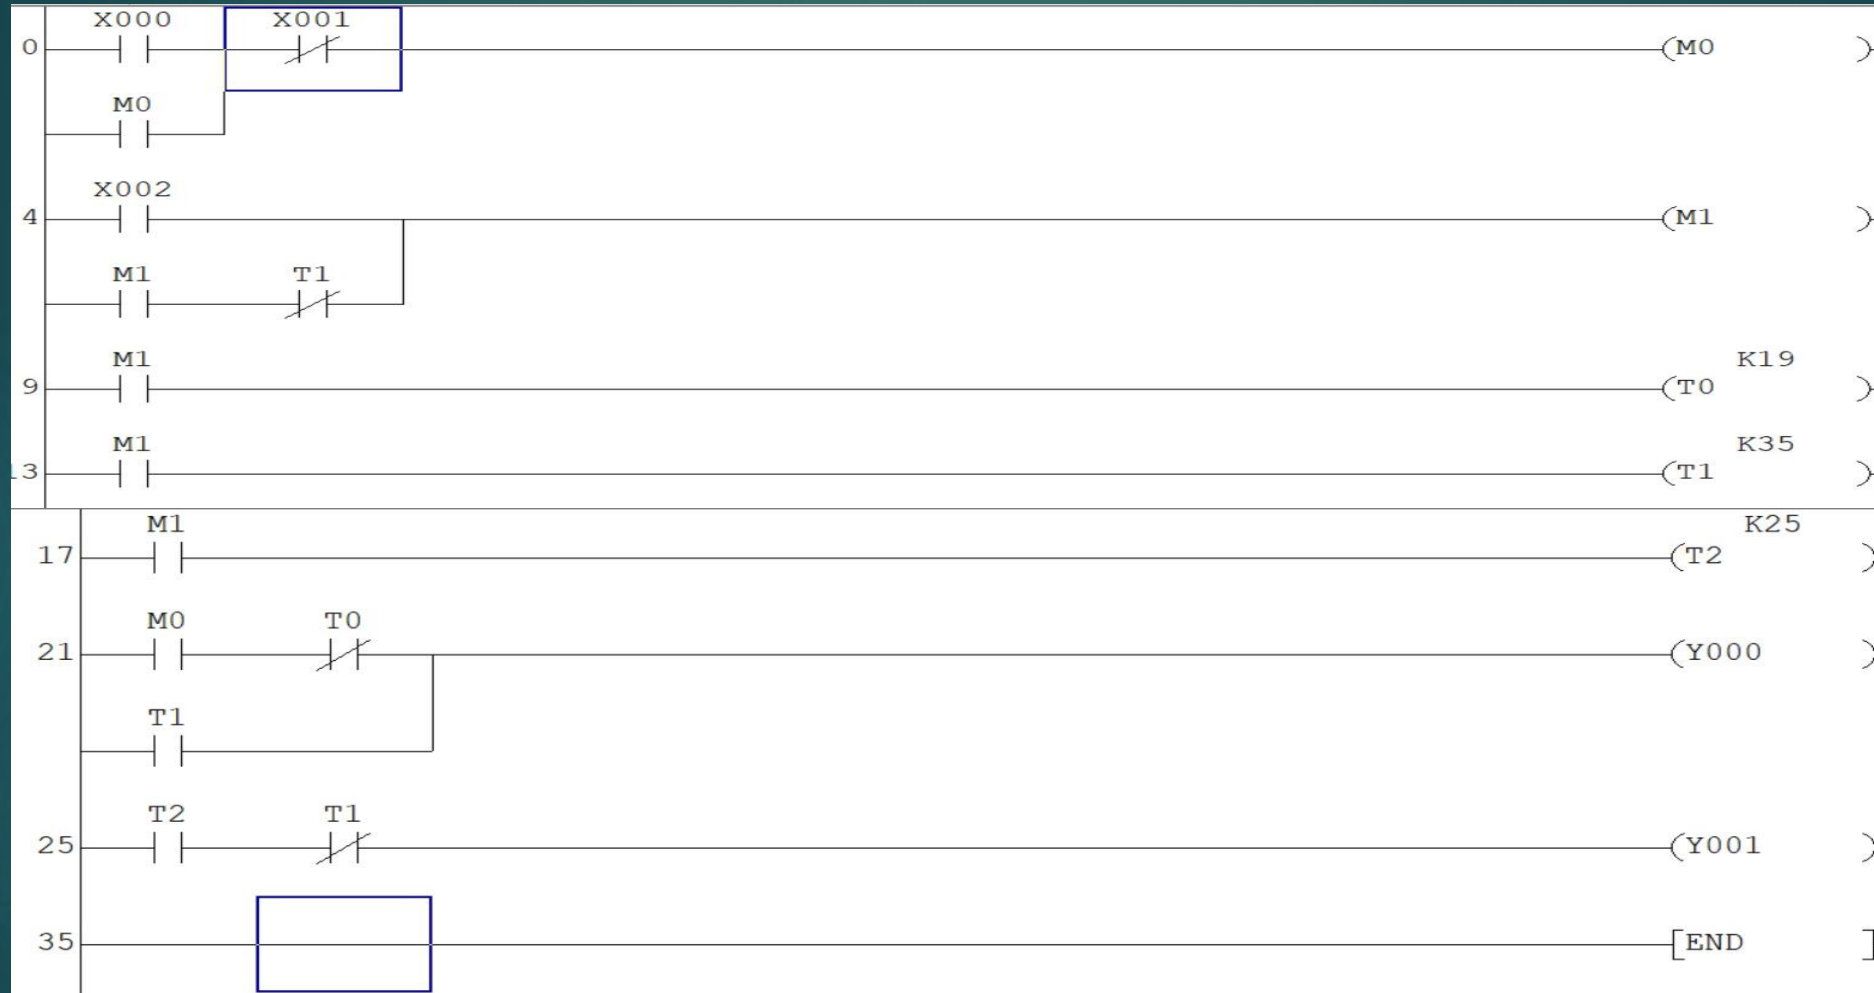 X000 X001
0 (M0 )
M0
X002
4 (M1 )
M1 T1
M1 K19
9 (T0 )
M1 K35
13 (T1 )
M1 K25
17 (T2 )
M0 T0
21 (Y000 )
T1
T2 T1
25 (Y001 )
35 [END ]